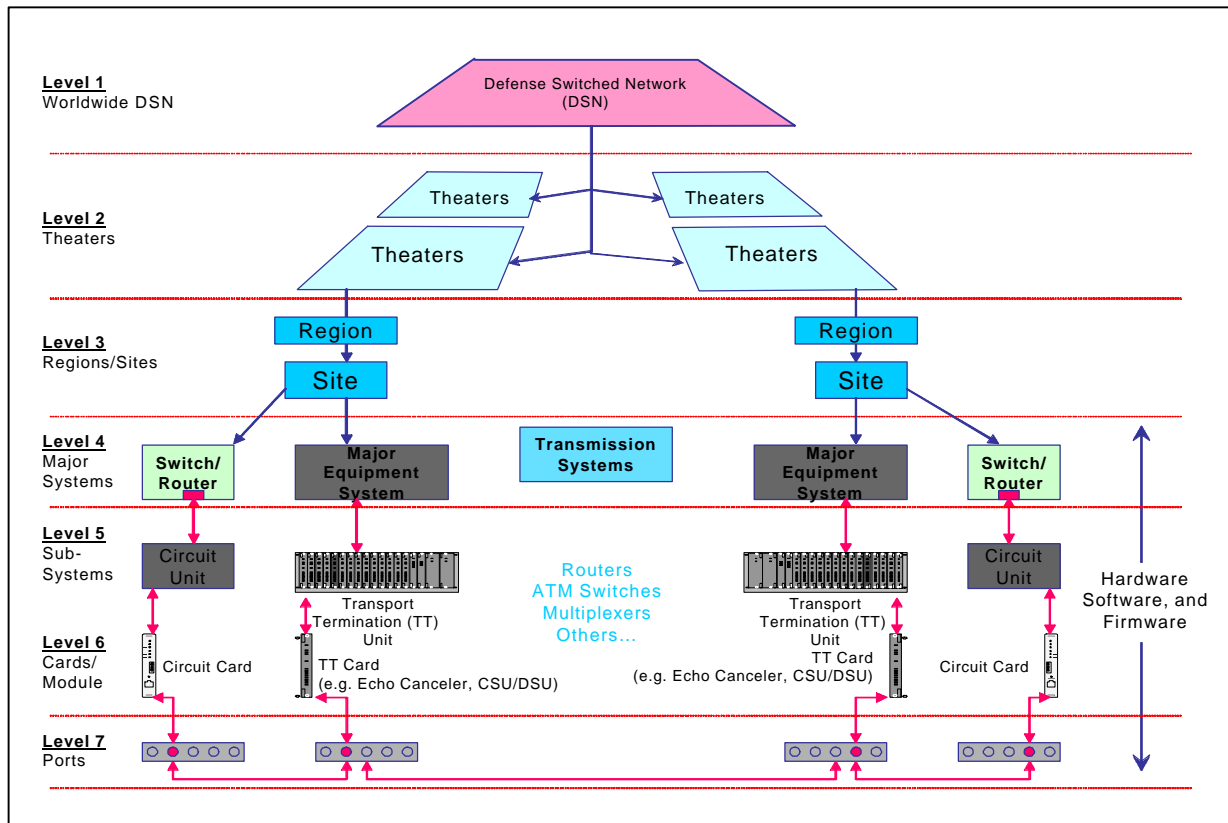 Level 1
Worldwide DSN
Defense Switched Network
(DSN)
Level 2
Theaters
Theaters
Theaters
Theaters
Theaters
Level 3
Regions/Sites
Region
Region
Site
Site
Level 4
Major
Systems
Switch/
Router
Major
Equipment
System
Transmission
Systems
Major
Equipment
System
Switch/
Router
Level 5
Sub-
Systems
Circuit
Unit
Transport
Termination (TT)
Unit
Routers
ATM Switches
Multiplexers
Others...
Transport
Termination (TT)
Unit
Circuit
Unit
Hardware
Software, and
Firmware
Level 6
Cards/
Module
Circuit Card
TT Card
(e.g. Echo Canceler, CSU/DSU)
TT Card
(e.g. Echo Canceler, CSU/DSU)
Circuit Card
Level 7
Ports